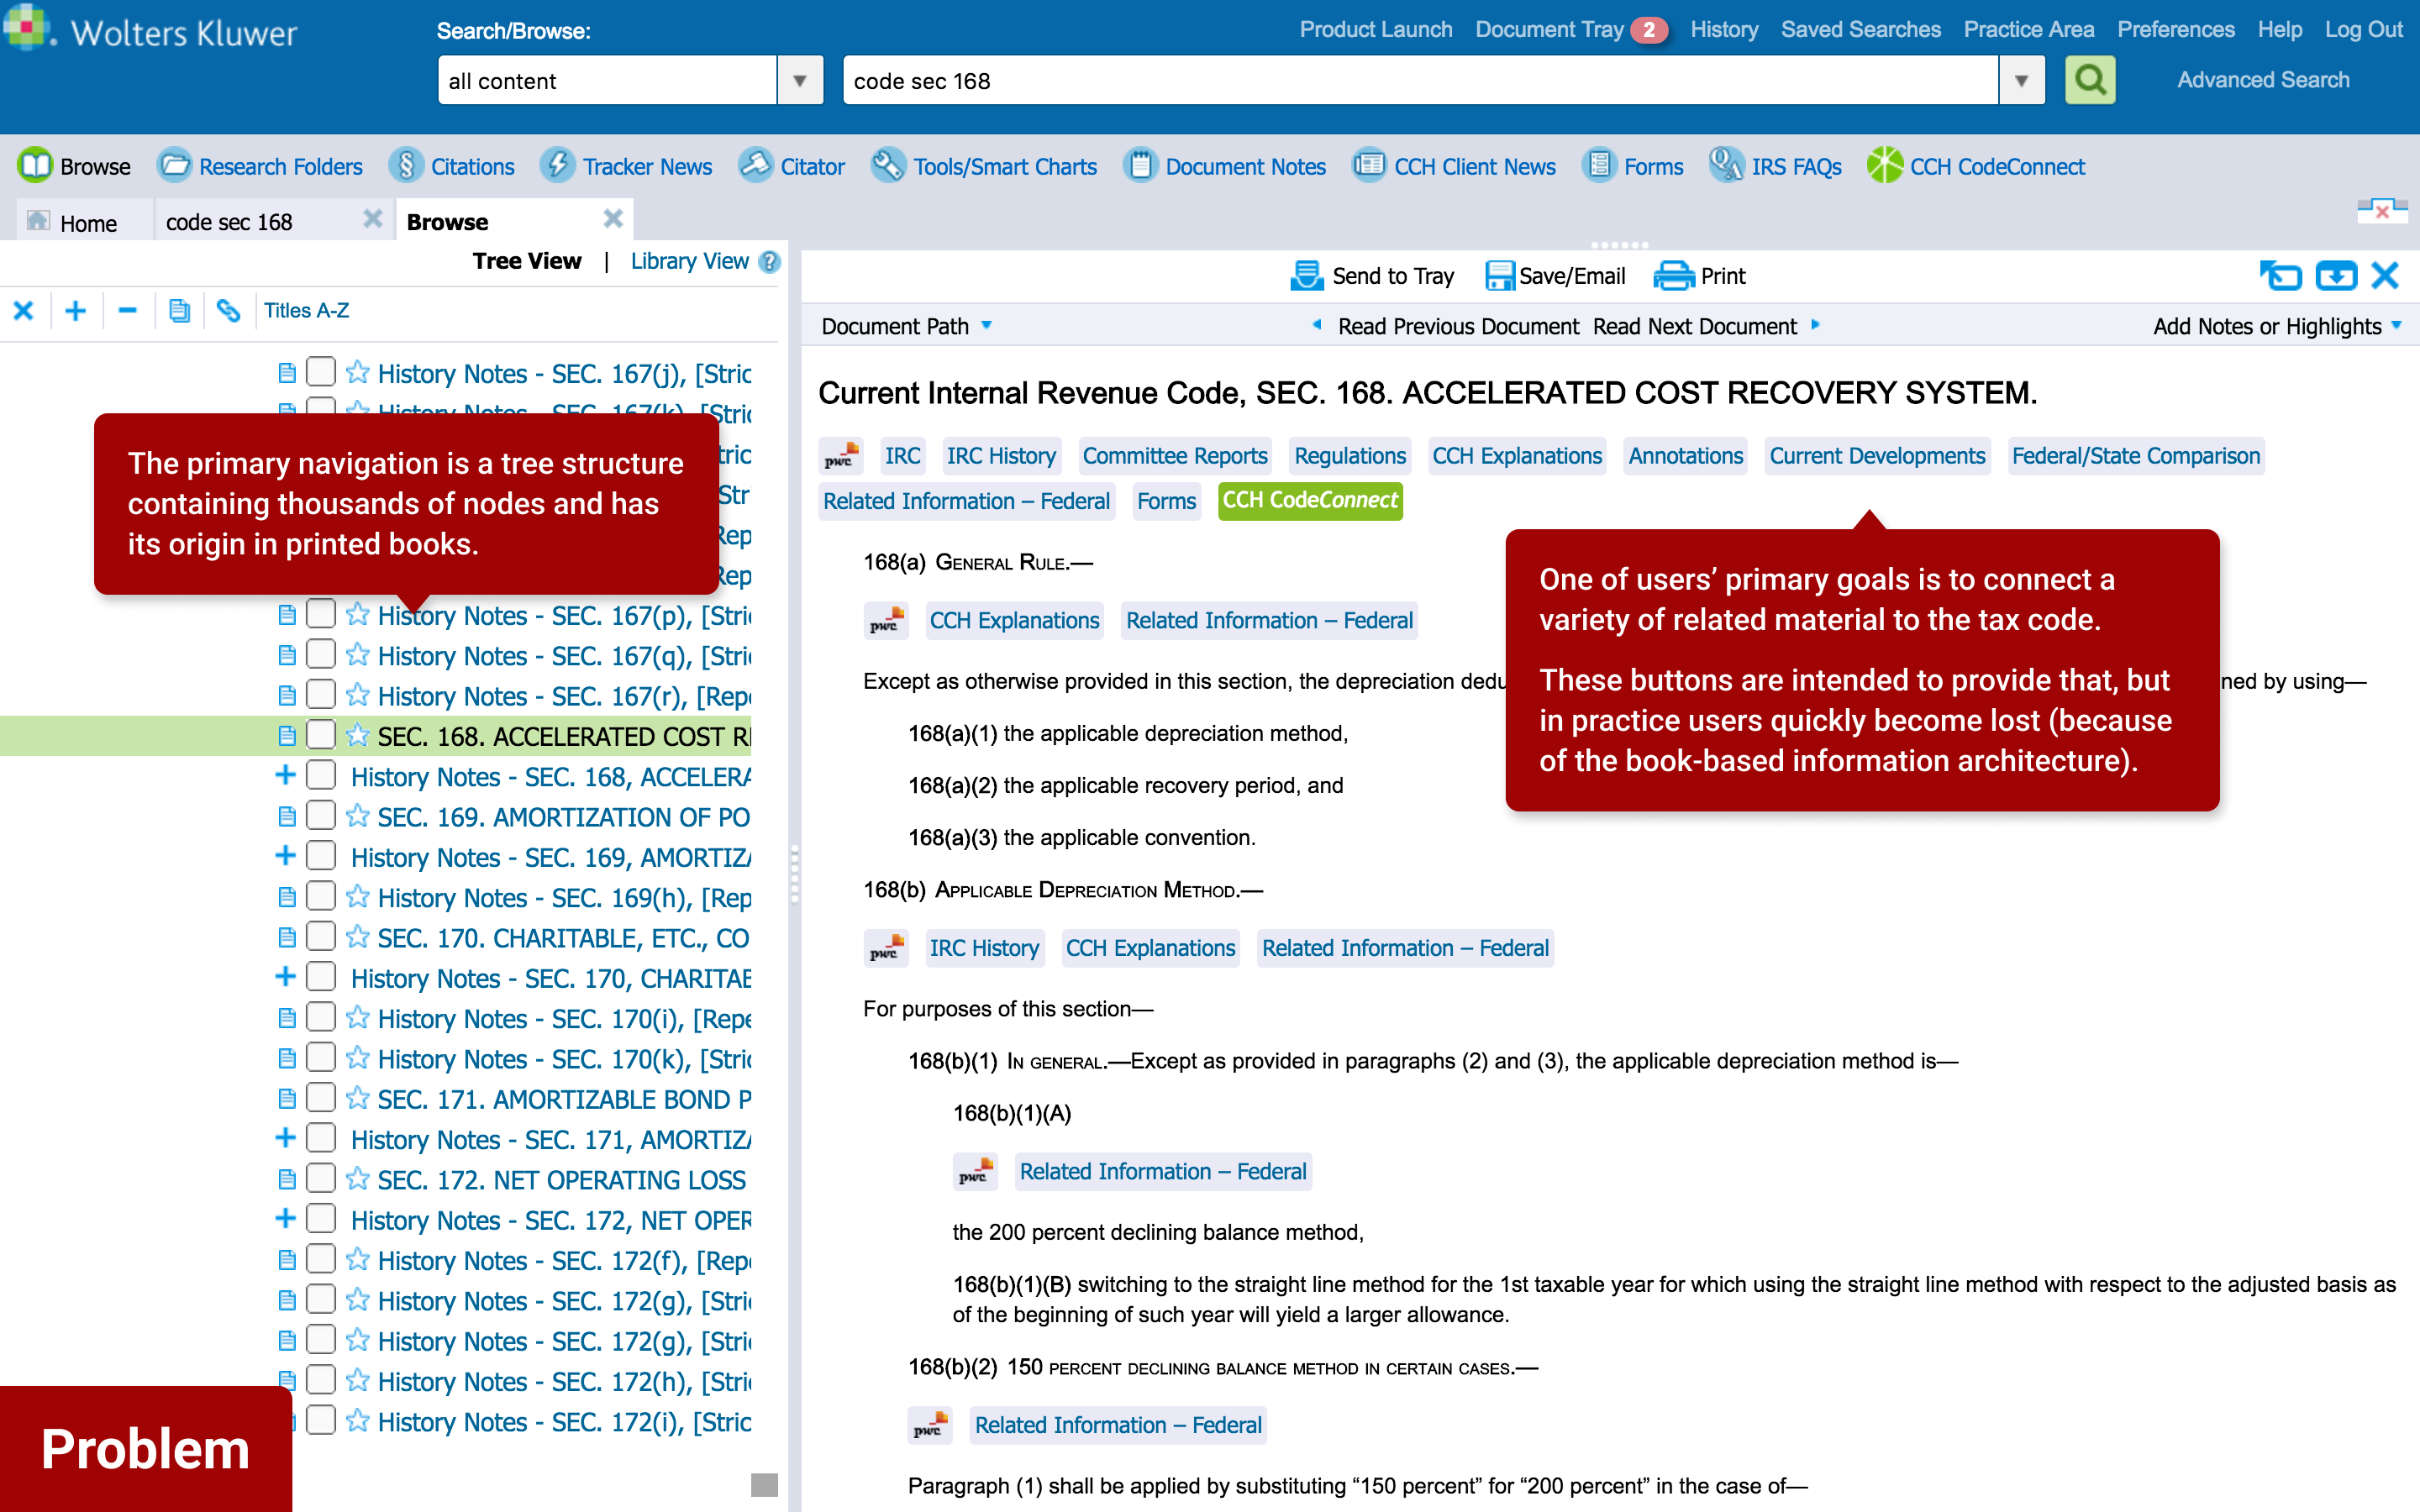 Wolters Kluwer
Search/Browse:
Product Launch Document Tray 2 History Saved Searches Practice Area Preferences Help Log Out
all content
code sec 168
Advanced Search
Browse Research Folders Citations Tracker News Citator Tools/Smart Charts Document Notes CCH Client News Forms IRS FAQs CCH CodeConnect
Home code sec 168 Browse
Tree View | Library View ?
Titles A-Z
History Notes - SEC. 167(j), [Stric
History Notes - SEC. 167(k), [Stric
The primary navigation is a tree structure
containing thousands of nodes and has
its origin in printed books.
History Notes - SEC. 167(p), [Stri
History Notes - SEC. 167(q), [Stri
History Notes - SEC. 167(r), [Repe
SEC. 168. ACCELERATED COST RI
History Notes - SEC. 168, ACCELERA
SEC. 169. AMORTIZATION OF PO
History Notes - SEC. 169, AMORTIZ
History Notes - SEC. 169(h), [Rep
SEC. 170. CHARITABLE, ETC., CO
History Notes - SEC. 170, CHARITAB
History Notes - SEC. 170(i), [Repe
History Notes - SEC. 170(k), [Stric
SEC. 171. AMORTIZABLE BOND P
History Notes - SEC. 171, AMORTIZ
SEC. 172. NET OPERATING LOSS
History Notes - SEC. 172, NET OPER
History Notes - SEC. 172(f), [Repe
History Notes - SEC. 172(g), [Stri
History Notes - SEC. 172(g), [Stri
History Notes - SEC. 172(h), [Stri
History Notes - SEC. 172(i), [Stric
Problem
Send to Tray Save/Email Print
Document Path Read Previous Document Read Next Document Add Notes or Highlights
Current Internal Revenue Code, SEC. 168. ACCELERATED COST RECOVERY SYSTEM.
pwc IRC IRC History Committee Reports Regulations CCH Explanations Annotations Current Developments Federal/State Comparison
Related Information – Federal Forms CCH CodeConnect
168(a) GENERAL RULE.—
pwc CCH Explanations Related Information – Federal
One of users’ primary goals is to connect a
variety of related material to the tax code.
These buttons are intended to provide that, but
in practice users quickly become lost (because
of the book-based information architecture).
Except as otherwise provided in this section, the depreciation dedu ned by using—
168(a)(1) the applicable depreciation method,
168(a)(2) the applicable recovery period, and
168(a)(3) the applicable convention.
168(b) APPLICABLE DEPRECIATION METHOD.—
pwc IRC History CCH Explanations Related Information – Federal
For purposes of this section—
168(b)(1) IN GENERAL.—Except as provided in paragraphs (2) and (3), the applicable depreciation method is—
168(b)(1)(A)
pwc Related Information – Federal
the 200 percent declining balance method,
168(b)(1)(B) switching to the straight line method for the 1st taxable year for which using the straight line method with respect to the adjusted basis as
of the beginning of such year will yield a larger allowance.
168(b)(2) 150 PERCENT DECLINING BALANCE METHOD IN CERTAIN CASES.—
pwc Related Information – Federal
Paragraph (1) shall be applied by substituting “150 percent” for “200 percent” in the case of—